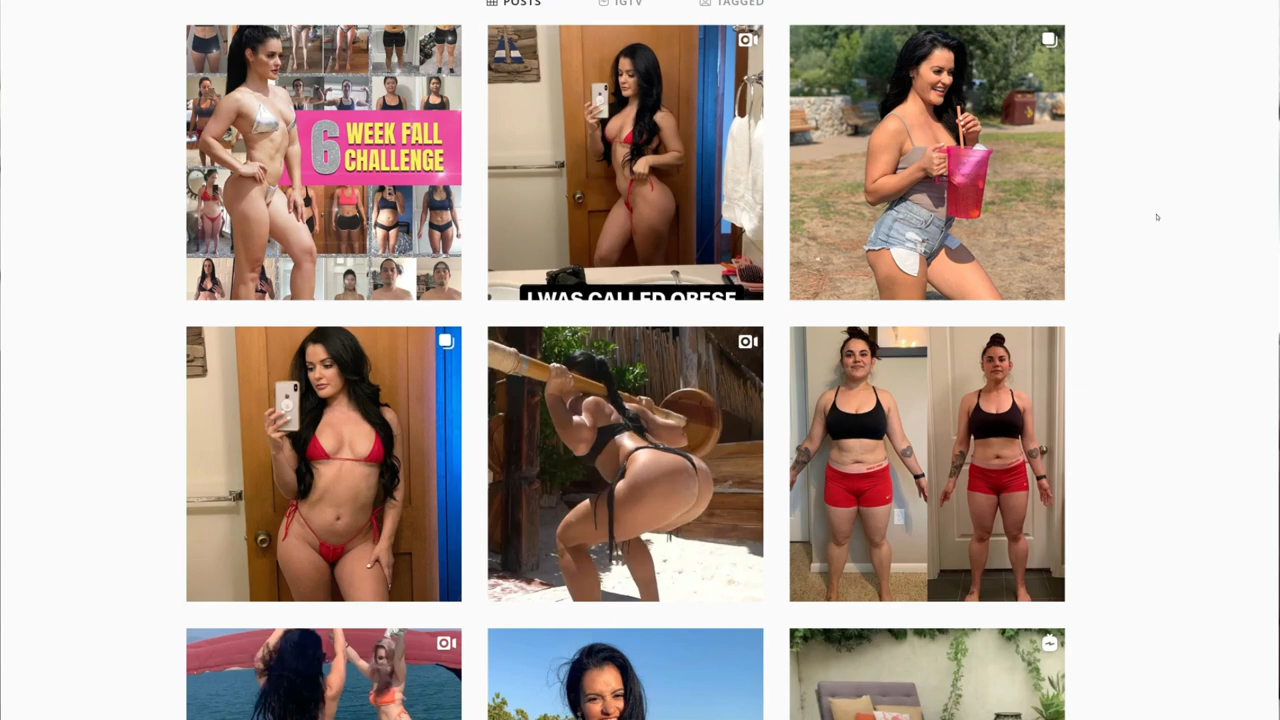 POSTS
IGTV
TAGGED
6 WEEK FALL
CHALLENGE
I WAS CALLED OBESE